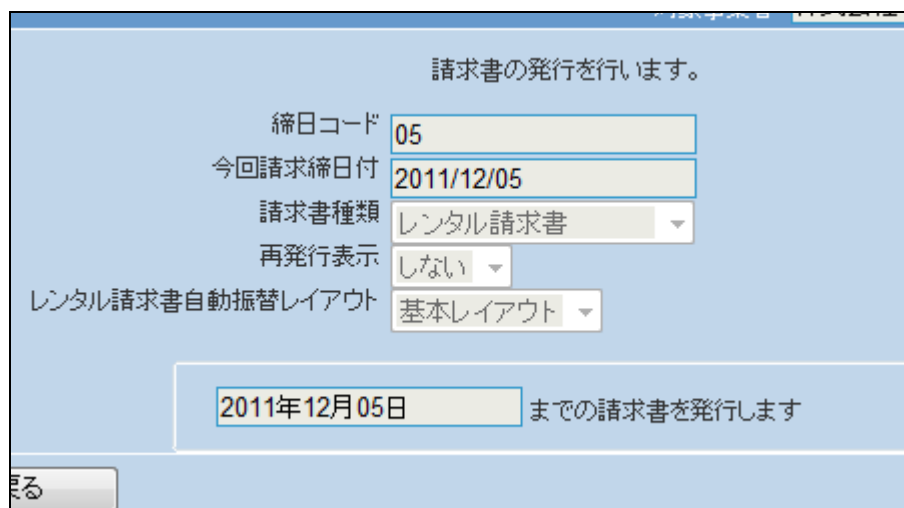 請求書の発行を行います。
締日コード 05
今回請求締日付 2011/12/05
請求書種類 レンタル請求書
再発行表示 しない
レンタル請求書自動振替レイアウト 基本レイアウト
2011年12月05日 までの請求書を発行します
戻る